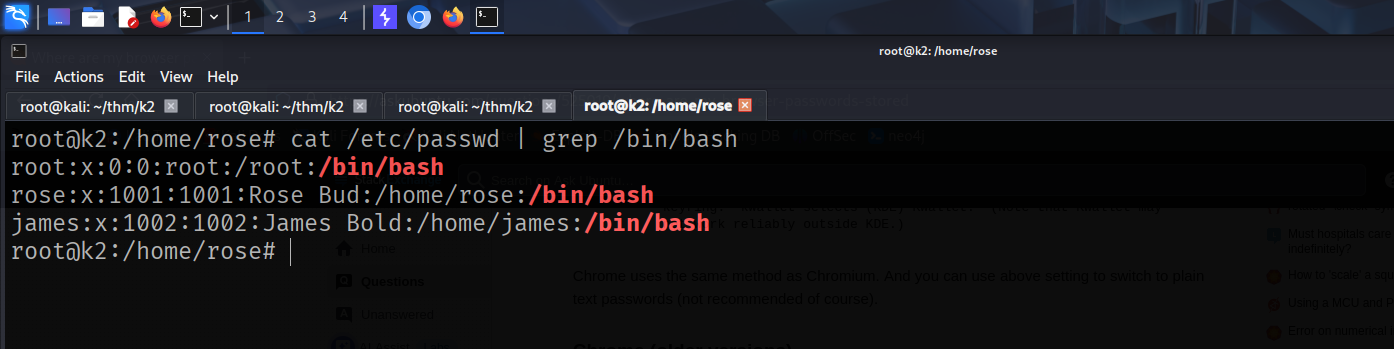 1 2 3 4
root@k2: /home/rose
File Actions Edit View Help
root@kali: ~/thm/k2 root@kali: ~/thm/k2 root@kali: ~/thm/k2 root@k2: /home/rose
root@k2:/home/rose# cat /etc/passwd | grep /bin/bash
root:x:0:0:root:/root:/bin/bash
rose:x:1001:1001:Rose Bud:/home/rose:/bin/bash
james:x:1002:1002:James Bold:/home/james:/bin/bash
root@k2:/home/rose#
reliably outside KDE.)
Home
Questions
Unanswered
Chrome uses the same method as Chromium. And you can use above setting to switch to plain
text passwords (not recommended of course).
Must hospitals care
indefinitely?
How to 'scale' a squ
Using a MCU and P
Error on numerical